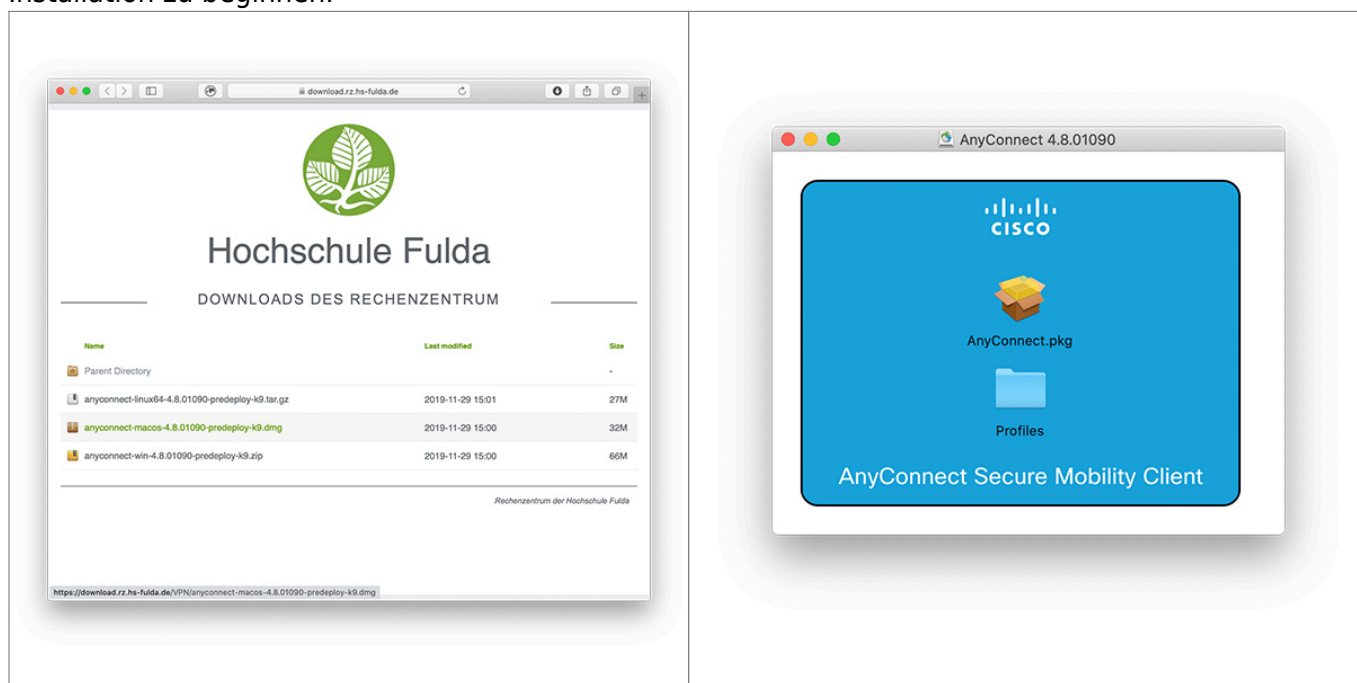 Installation zu beginnen.
download.rz.hs-fulda.de
Hochschule Fulda
DOWNLOADS DES RECHENZENTRUM
Name Last modified Size
Parent Directory -
anyconnect-linux64-4.8.01090-predeploy-k9.tar.gz 2019-11-29 15:01 27M
anyconnect-macos-4.8.01090-predeploy-k9.dmg 2019-11-29 15:00 32M
anyconnect-win-4.8.01090-predeploy-k9.zip 2019-11-29 15:00 66M
Rechenzentrum der Hochschule Fulda
https://download.rz.hs-fulda.de/VPN/anyconnect-macos-4.8.01090-predeploy-k9.dmg
AnyConnect 4.8.01090
CISCO
AnyConnect.pkg
Profiles
AnyConnect Secure Mobility Client